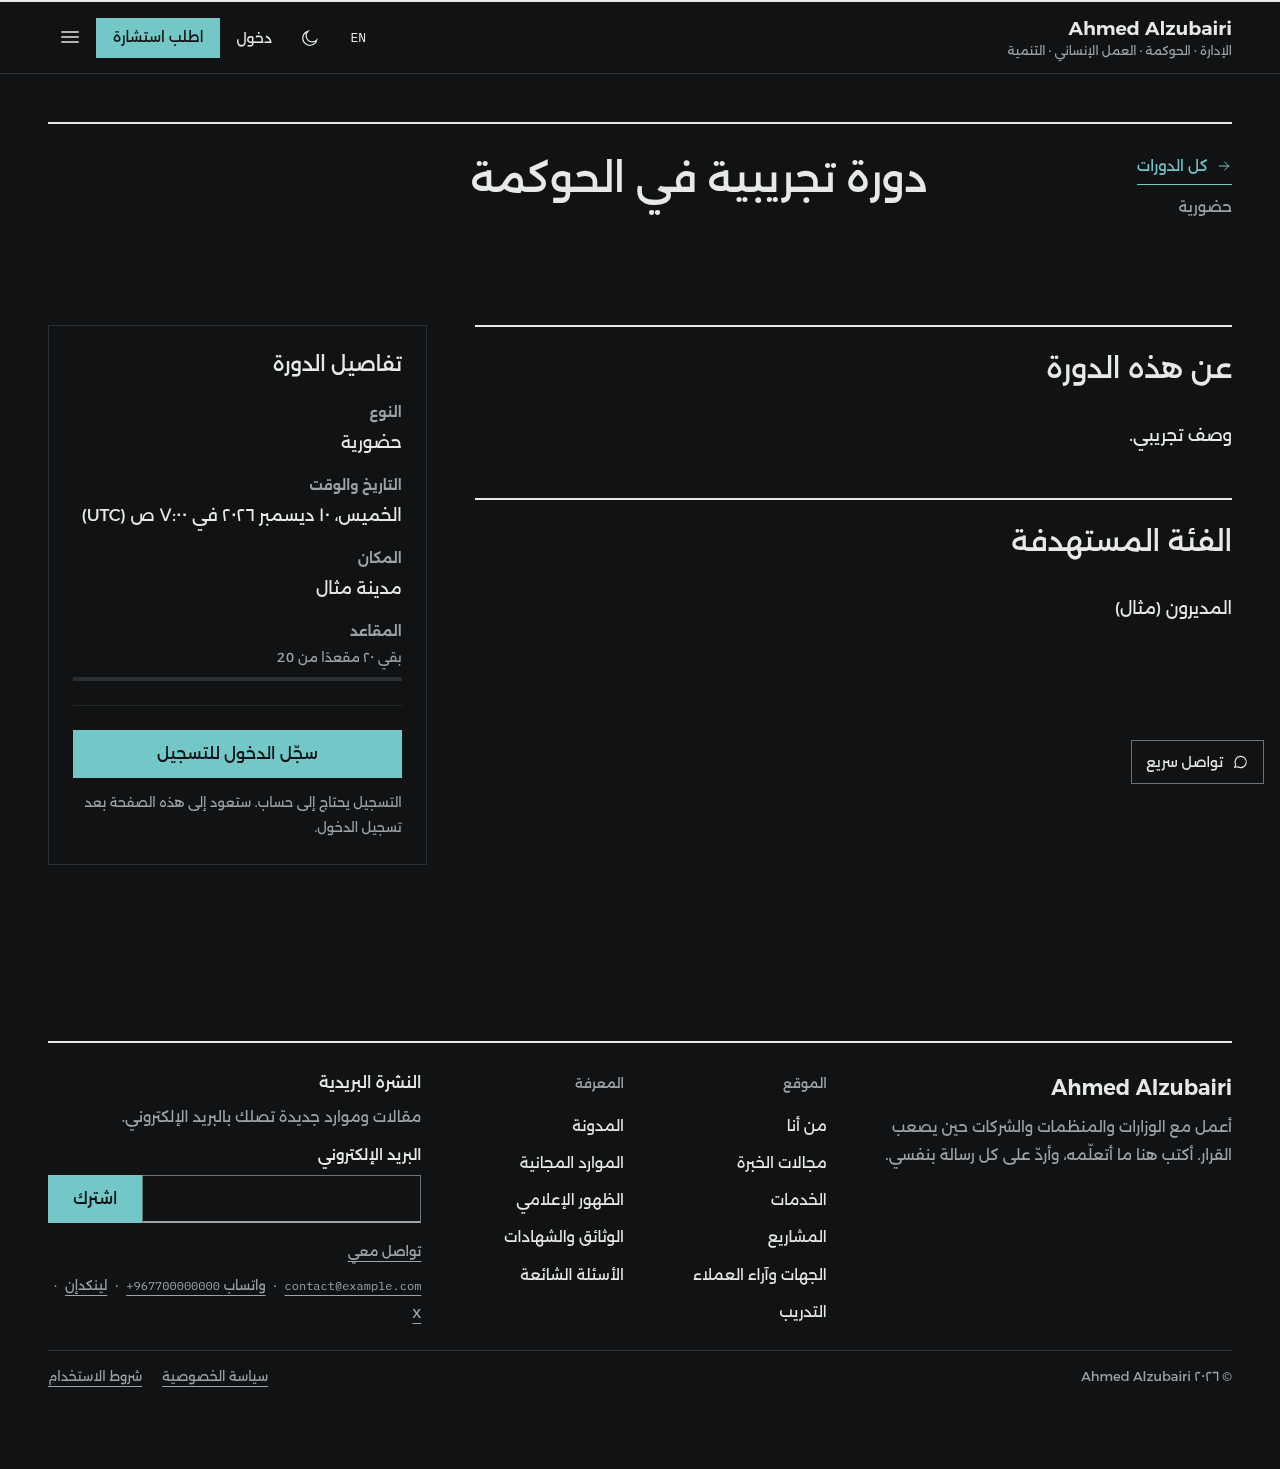 Ahmed Alzubairi
الإدارة · الحوكمة · العمل الإنساني · التنمية
EN
دخول
اطلب استشارة
كل الدورات
حضورية
دورة تجريبية في الحوكمة
عن هذه الدورة
وصف تجريبي.
الفئة المستهدفة
المديرون (مثال)
تفاصيل الدورة
النوع
حضورية
التاريخ والوقت
الخميس، ١٠ ديسمبر ٢٠٢٦ في ٧:٠٠ ص (UTC)
المكان
مدينة مثال
المقاعد
بقي ٢٠ مقعدًا من 20
سجّل الدخول للتسجيل
التسجيل يحتاج إلى حساب. ستعود إلى هذه الصفحة بعد
تسجيل الدخول.
تواصل سريع
Ahmed Alzubairi
أعمل مع الوزارات والمنظمات والشركات حين يصعب
القرار. أكتب هنا ما أتعلّمه، وأردّ على كل رسالة بنفسي.
الموقع
من أنا
مجالات الخبرة
الخدمات
المشاريع
الجهات وآراء العملاء
التدريب
المعرفة
المدونة
الموارد المجانية
الظهور الإعلامي
الوثائق والشهادات
الأسئلة الشائعة
النشرة البريدية
مقالات وموارد جديدة تصلك بالبريد الإلكتروني.
البريد الإلكتروني
اشترك
تواصل معي
contact@example.com · واتساب +967700000000 · لينكدإن ·
X
© ٢٠٢٦ Ahmed Alzubairi
سياسة الخصوصية
شروط الاستخدام